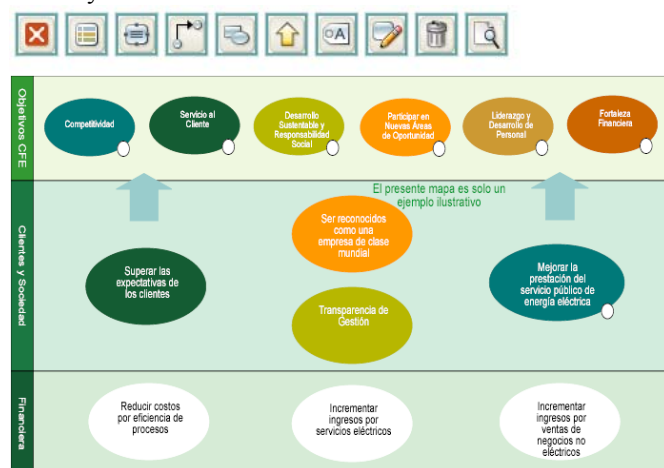 A
Objetivos CFE
Competitividad
Servicio al
Cliente
Desarrollo
Sustentable y
Responsabilidad
Social
Participar en
Nuevas Áreas
de Oportunidad
Liderazgo y
Desarrollo de
Personal
Fortaleza
Financiera
Clientes y Sociedad
El presente mapa es solo un
ejemplo ilustrativo
Superar las
expectativas de
los clientes
Ser reconocidos
como una
empresa de clase
mundial
Transparencia de
Gestión
Mejorar la
prestación del
servicio público de
energía eléctrica
Financiera
Reducir costos
por eficiencia de
procesos
Incrementar
ingresos por
servicios eléctricos
Incrementar
ingresos por
ventas de
negocios no
eléctricos